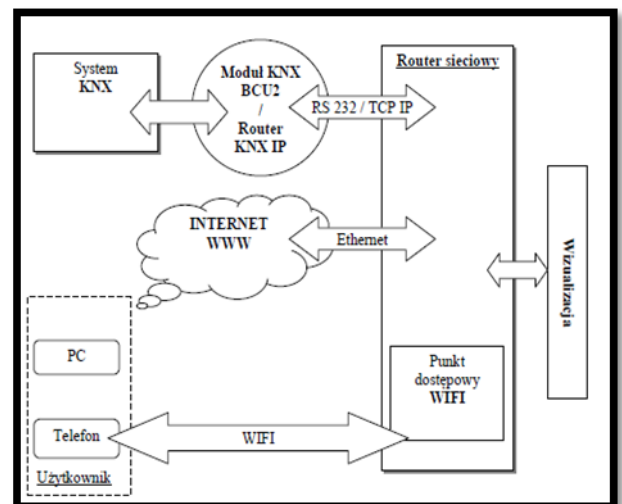 System
KNX
Moduł KNX
BCU2
/
Router
KNX IP
RS 232 / TCP IP
Router sieciowy
INTERNET
WWW
Ethernet
Wizualizacja
PC
Punkt
dostępowy
WIFI
Telefon
WIFI
Użytkownik